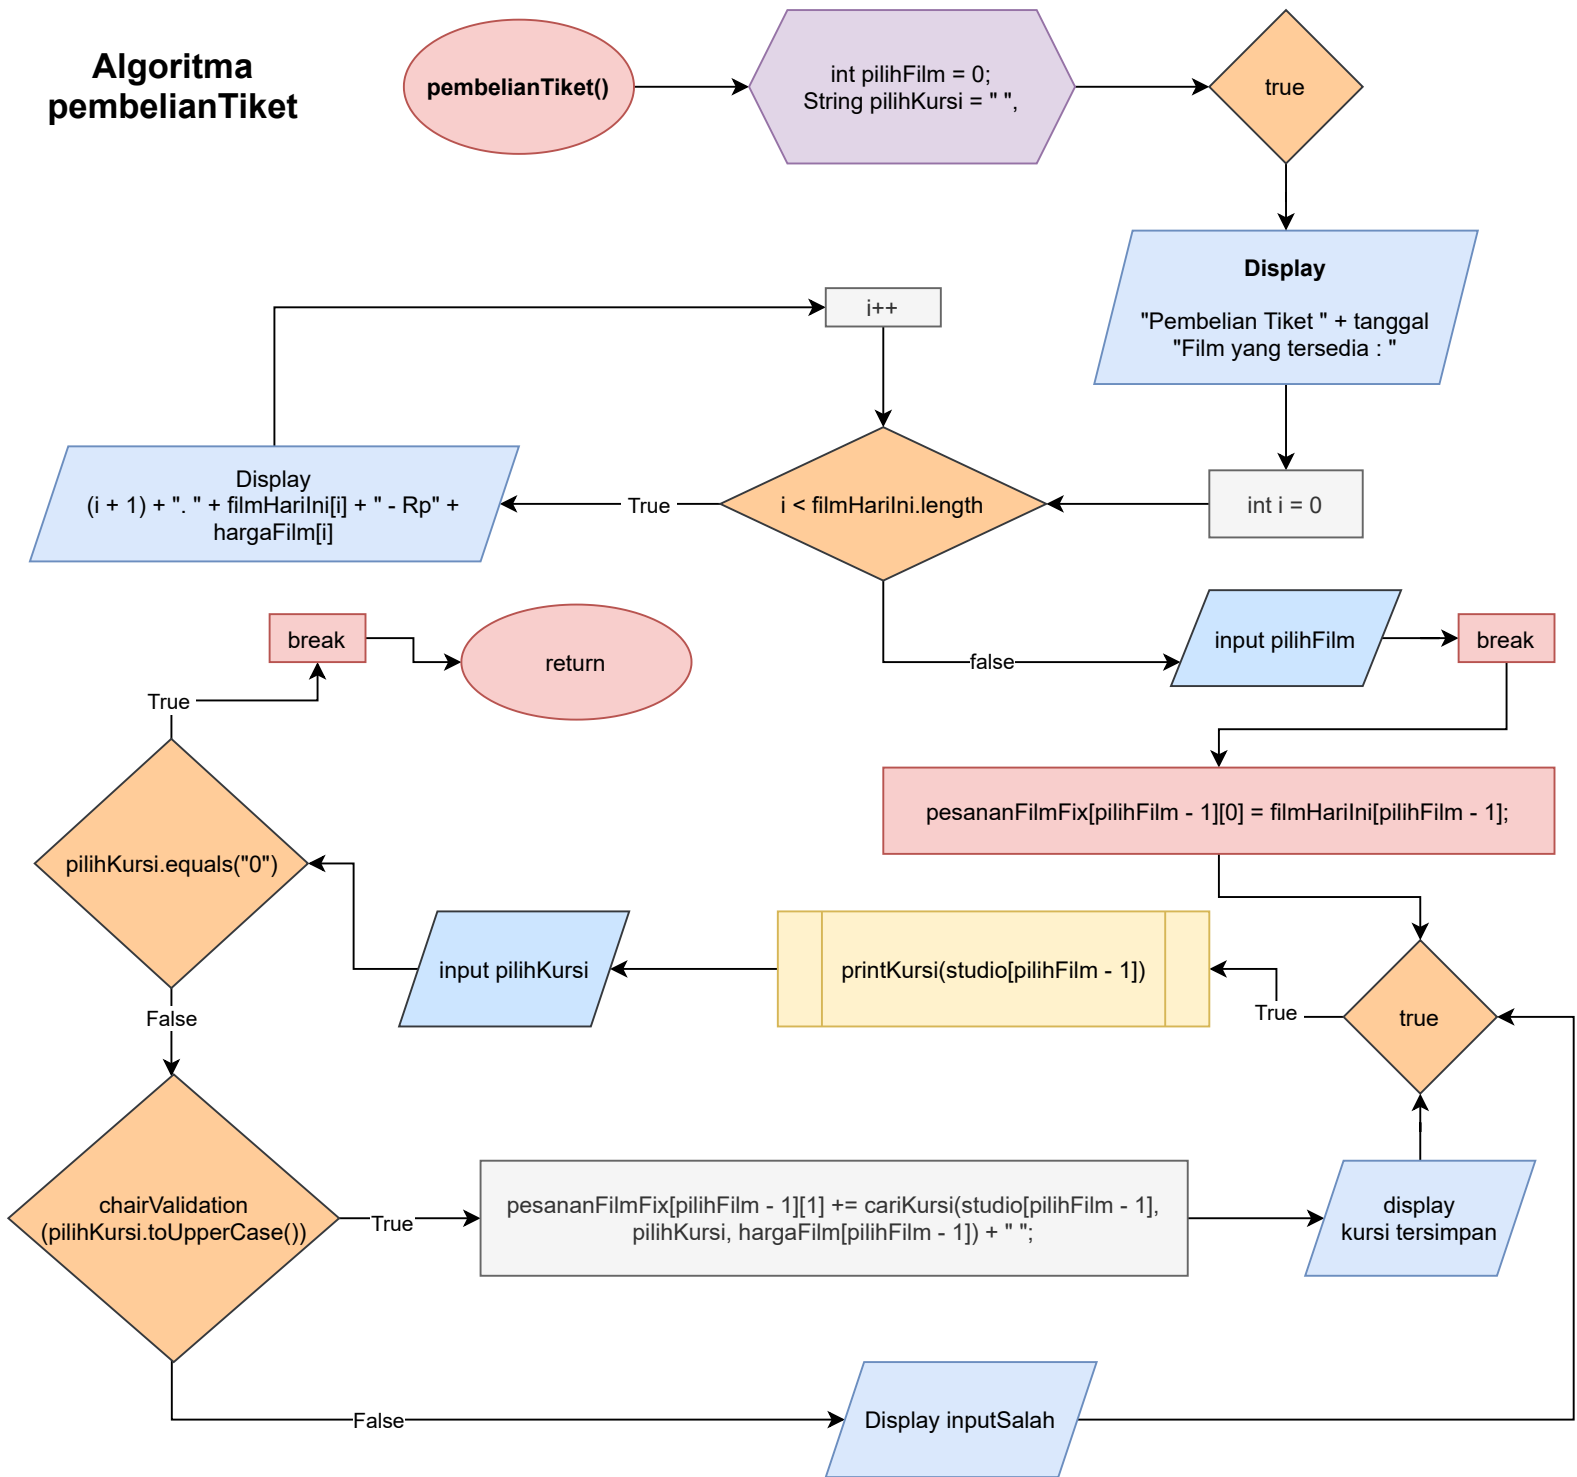 Algoritma
pembelianTiket
pembelianTiket()
int pilihFilm = 0;
String pilihKursi = " ",
true
Display
"Pembelian Tiket " + tanggal
"Film yang tersedia : "
i++
int i = 0
i < filmHariIni.length
True
Display
(i + 1) + ". " + filmHariIni[i] + " - Rp" +
hargaFilm[i]
false
input pilihFilm
break
pesananFilmFix[pilihFilm - 1][0] = filmHariIni[pilihFilm - 1];
true
True
printKursi(studio[pilihFilm - 1])
input pilihKursi
pilihKursi.equals("0")
True
break
return
False
chairValidation
(pilihKursi.toUpperCase())
True
pesananFilmFix[pilihFilm - 1][1] += cariKursi(studio[pilihFilm - 1],
pilihKursi, hargaFilm[pilihFilm - 1]) + " ";
display
kursi tersimpan
False
Display inputSalah